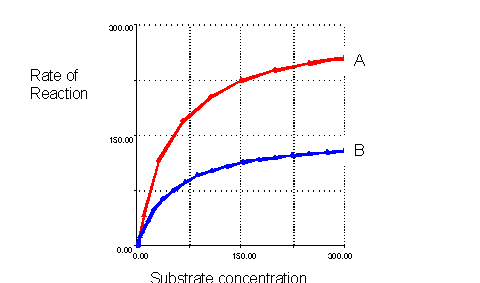 300.00
A
Rate of
Reaction
150.00
B
0.00
0.00 150.00 300.00
Substrate concentration